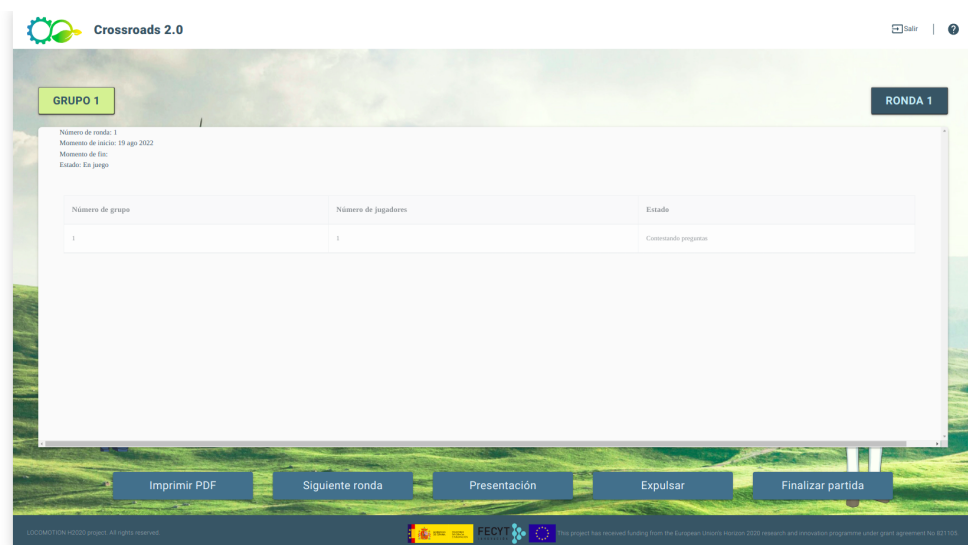 Crossroads 2.0
Salir
?
GRUPO 1
RONDA 1
Número de ronda: 1
Momento de inicio: 19 ago 2022
Momento de fin:
Estado: En juego
Número de grupo Número de jugadores Estado
1 1 Contestando preguntas
Imprimir PDF Siguiente ronda Presentación Expulsar Finalizar partida
LOCOMOTION H2020 project. All rights reserved.
FECYT
This project has received funding from the European Union's Horizon 2020 research and innovation programme under grant agreement No 821105